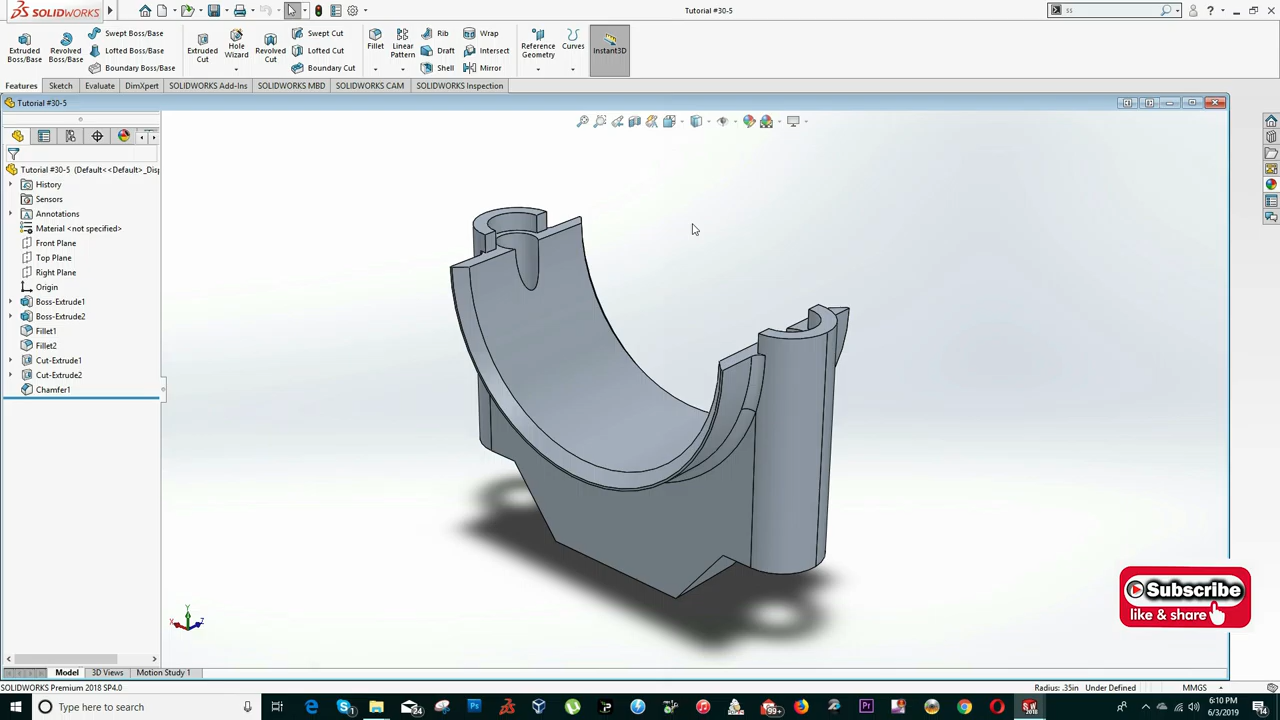 SOLIDWORKS
Tutorial #30-5
ss
Extruded Boss/Base
Revolved Boss/Base
Swept Boss/Base
Lofted Boss/Base
Boundary Boss/Base
Extruded Cut
Hole Wizard
Revolved Cut
Swept Cut
Lofted Cut
Boundary Cut
Fillet
Linear Pattern
Rib
Draft
Shell
Wrap
Intersect
Mirror
Reference Geometry
Curves
Instant3D
Features
Sketch
Evaluate
DimXpert
SOLIDWORKS Add-Ins
SOLIDWORKS MBD
SOLIDWORKS CAM
SOLIDWORKS Inspection
Tutorial #30-5
Tutorial #30-5 (Default<<Default>_Disp
History
Sensors
Annotations
Material <not specified>
Front Plane
Top Plane
Right Plane
Origin
Boss-Extrude1
Boss-Extrude2
Fillet1
Fillet2
Cut-Extrude1
Cut-Extrude2
Chamfer1
Y
X
Z
Subscribe
like & share
Model
3D Views
Motion Study 1
SOLIDWORKS Premium 2018 SP4.0
Radius: .35in
Under Defined
MMGS
Type here to search
24
99+
6:10 PM
6/3/2019